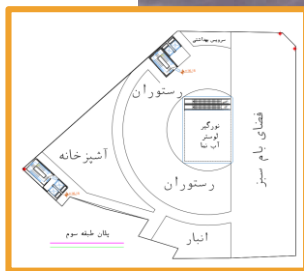 سرویس بهداشتی
رستوران
نورگیر
لوستر
آب نما
فضای بام سبز
آشپزخانه
رستوران
انبار
پلان طبقه سوم